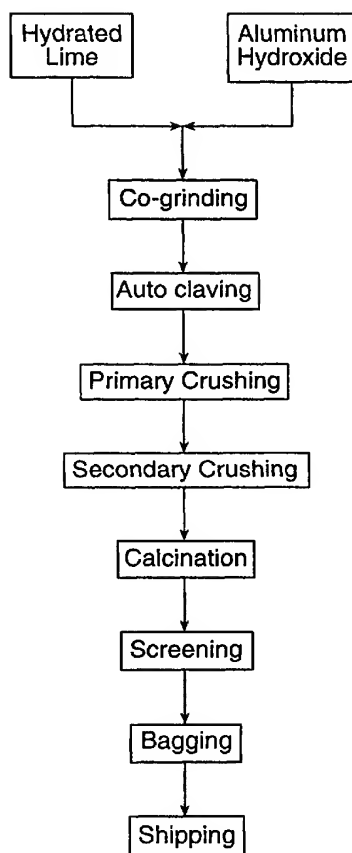 Hydrated
Lime
Aluminum
Hydroxide
Co-grinding
Auto claving
Primary Crushing
Secondary Crushing
Calcination
Screening
Bagging
Shipping